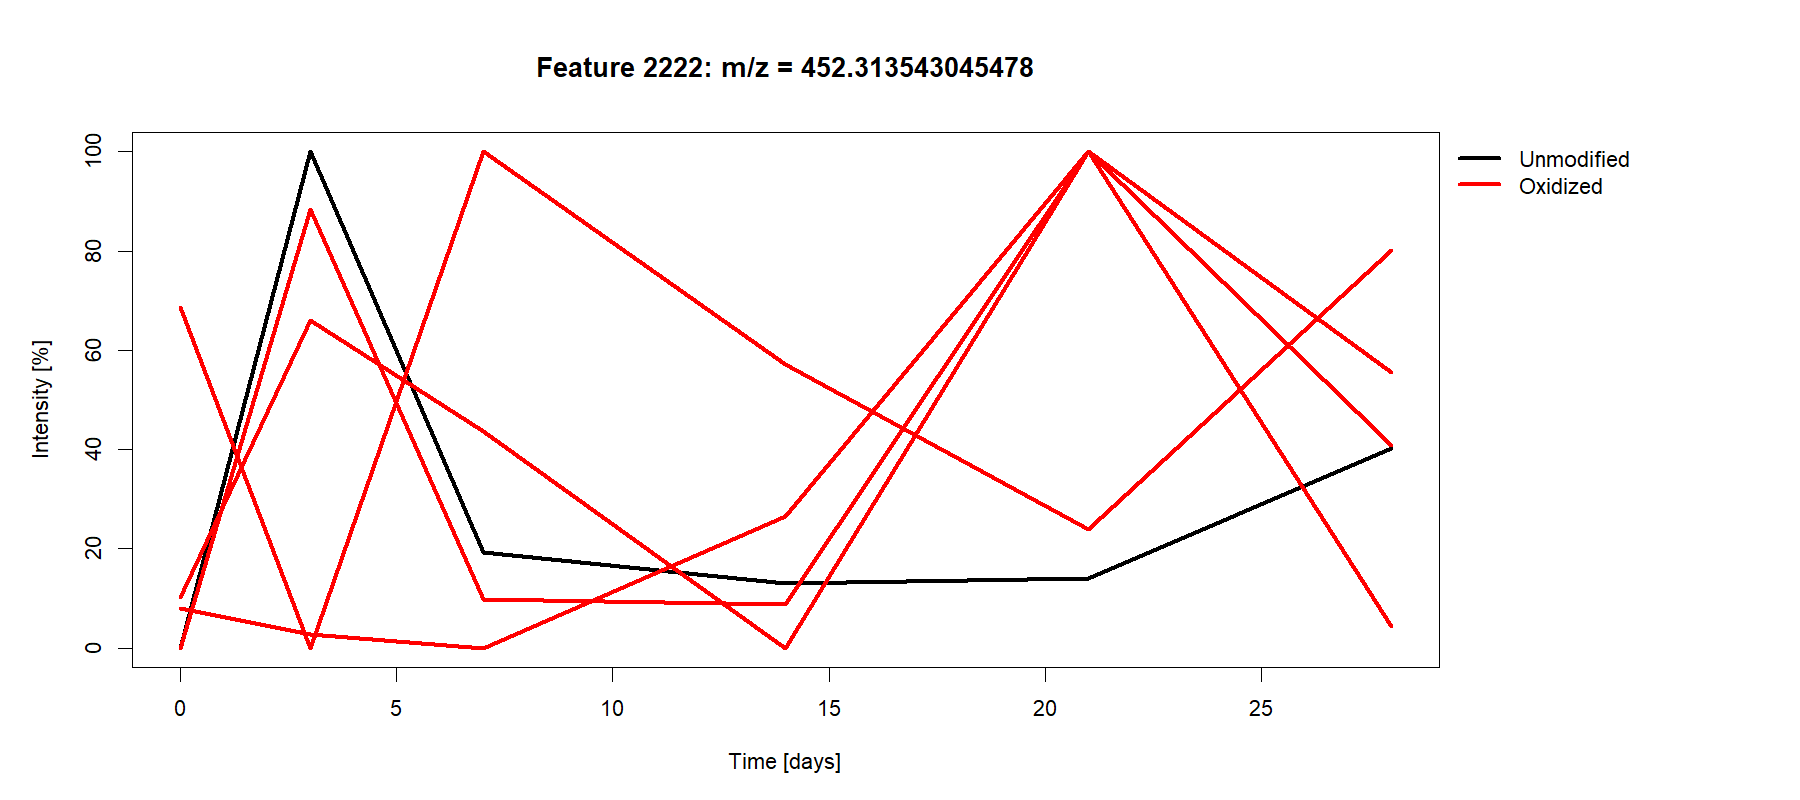 Feature 2222: m/z = 452.313543045478
Unmodified
Oxidized
Intensity [%]
100
80
60
40
20
0
0 5 10 15 20 25
Time [days]